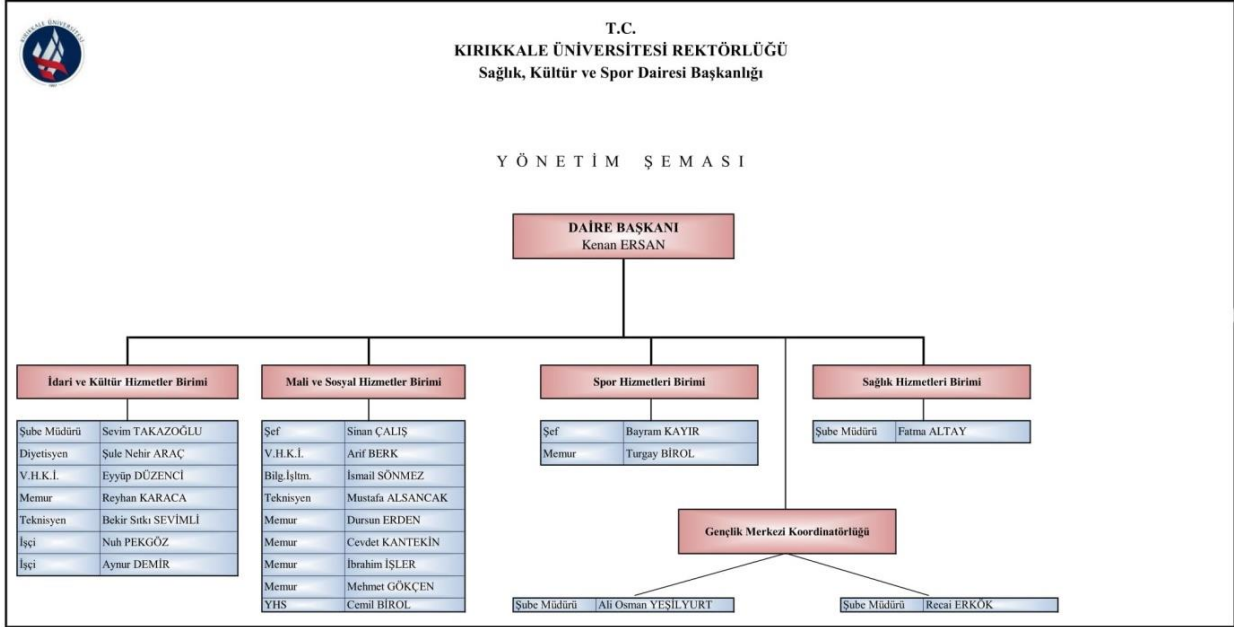 KIRIKKALE ÜNİVERSİTESİ
1992
T.C.
KIRIKKALE ÜNİVERSİTESİ REKTÖRLÜĞÜ
Sağlık, Kültür ve Spor Dairesi Başkanlığı
YÖNETİM ŞEMASI
DAİRE BAŞKANI
Kenan ERSAN
İdari ve Kültür Hizmetler Birimi
Şube Müdürü Sevim TAKAZOĞLU
Diyetisyen Şule Nehir ARAÇ
V.H.K.İ. Eyyüp DÜZENCİ
Memur Reyhan KARACA
Teknisyen Bekir Sıtkı SEVİMLİ
İşçi Nuh PEKGÖZ
İşçi Aynur DEMİR
Mali ve Sosyal Hizmetler Birimi
Şef Sinan ÇALIŞ
V.H.K.İ. Arif BERK
Bilg.İşltm. İsmail SÖNMEZ
Teknisyen Mustafa ALSANCAK
Memur Dursun ERDEN
Memur Cevdet KANTEKİN
Memur İbrahim İŞLER
Memur Mehmet GÖKÇEN
YHS Cemil BİROL
Spor Hizmetleri Birimi
Şef Bayram KAYIR
Memur Turgay BİROL
Sağlık Hizmetleri Birimi
Şube Müdürü Fatma ALTAY
Gençlik Merkezi Koordinatörlüğü
Şube Müdürü Ali Osman YEŞİLYURT
Şube Müdürü Recai ERKÖK